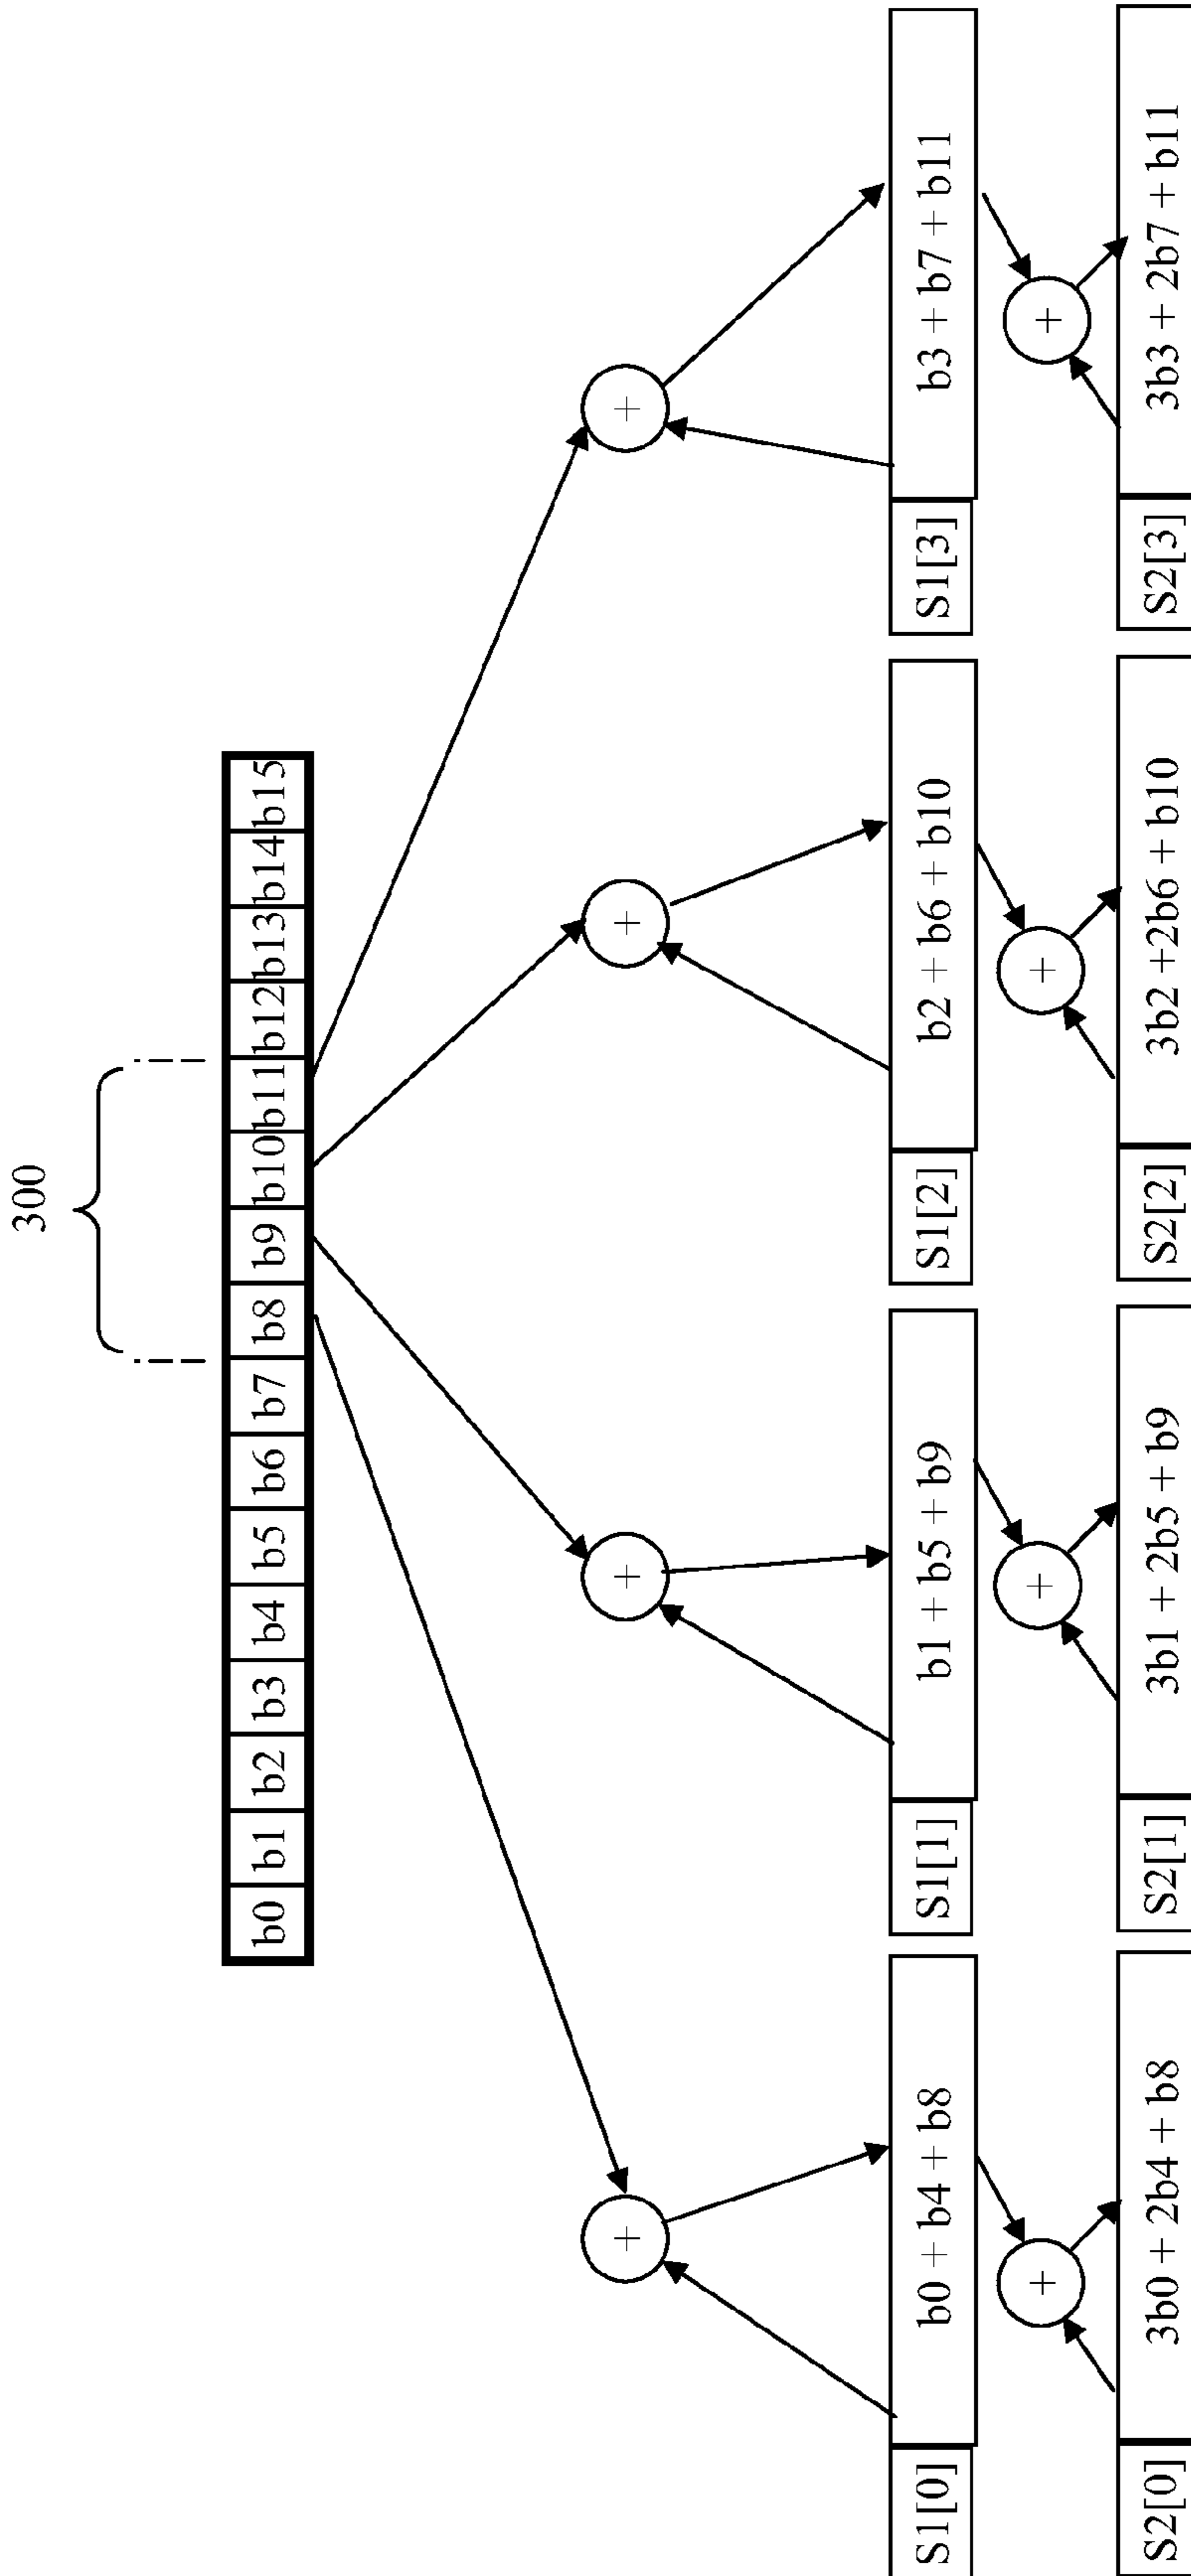 300
b0 b1 b2 b3 b4 b5 b6 b7 b8 b9 b10 b11 b12 b13 b14 b15
+ + + +
S1[0] b0 + b4 + b8 S1[1] b1 + b5 + b9 S1[2] b2 + b6 + b10 S1[3] b3 + b7 + b11
+ + + +
S2[0] 3b0 + 2b4 + b8 S2[1] 3b1 + 2b5 + b9 S2[2] 3b2 +2b6 + b10 S2[3] 3b3 + 2b7 + b11